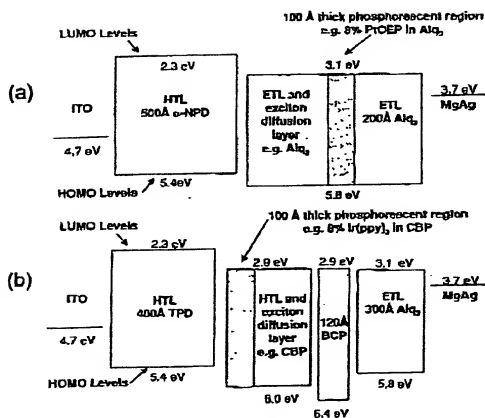 100 Å thick phosphorescent region
e.g. 8% PtOEP in Alq₃
LUMO Levels
2.3 eV
3.1 eV
(a)
ITO
HTL
500Å α-NPD
ETL and
exciton
diffusion
layer
e.g. Alq₃
ETL
200Å Alq₃
3.7 eV
MgAg
4.7 eV
HOMO Levels
5.4eV
5.8 eV
LUMO Levels
100 Å thick phosphorescent region
e.g. 8% Ir(ppy)₃ in CBP
2.3 eV
2.9 eV
2.9 eV
3.1 eV
(b)
ITO
HTL
400Å TPD
HTL and
exciton
diffusion
layer
e.g. CBP
120Å
BCP
ETL
300Å Alq₃
3.7 eV
MgAg
4.7 eV
HOMO Levels
5.4 eV
6.0 eV
5.8 eV
6.4 eV